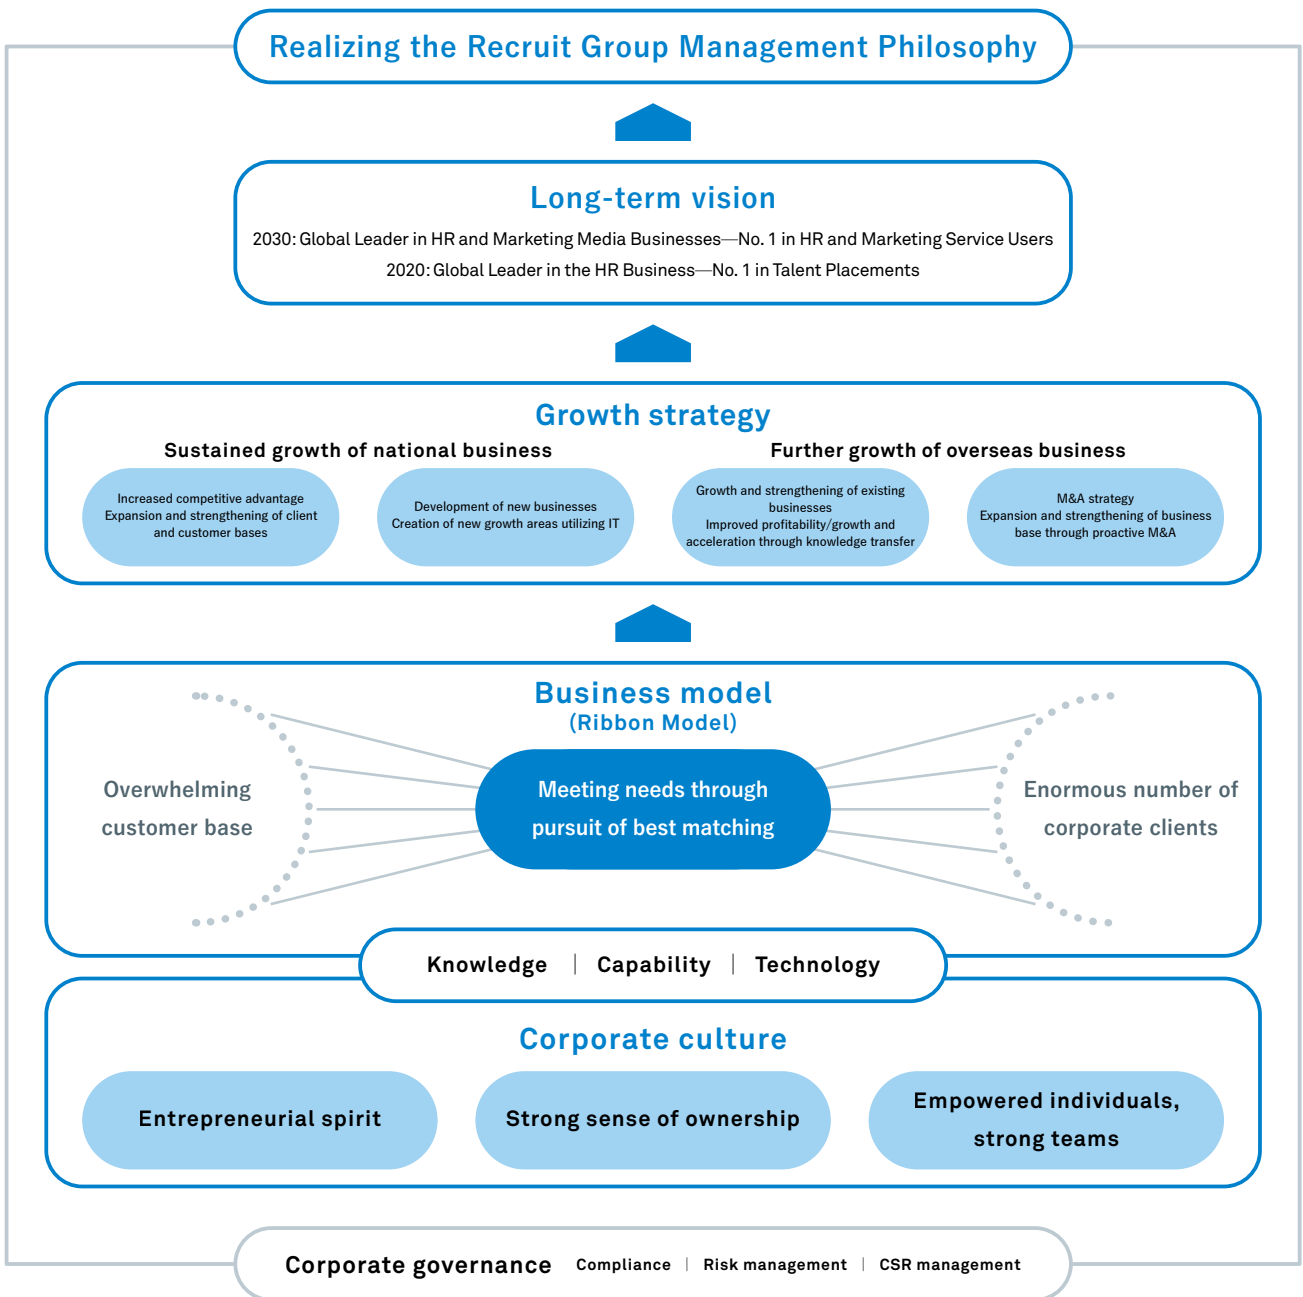 Realizing the Recruit Group Management Philosophy
Long-term vision
2030: Global Leader in HR and Marketing Media Businesses—No. 1 in HR and Marketing Service Users
2020: Global Leader in the HR Business—No. 1 in Talent Placements
Growth strategy
Sustained growth of national business
Increased competitive advantage
Expansion and strengthening of client
and customer bases
Development of new businesses
Creation of new growth areas utilizing IT
Further growth of overseas business
Growth and strengthening of existing
businesses
Improved profitability/growth and
acceleration through knowledge transfer
M&A strategy
Expansion and strengthening of business
base through proactive M&A
Business model
(Ribbon Model)
Overwhelming
customer base
Meeting needs through
pursuit of best matching
Enormous number of
corporate clients
Knowledge | Capability | Technology
Corporate culture
Entrepreneurial spirit
Strong sense of ownership
Empowered individuals,
strong teams
Corporate governance Compliance | Risk management | CSR management